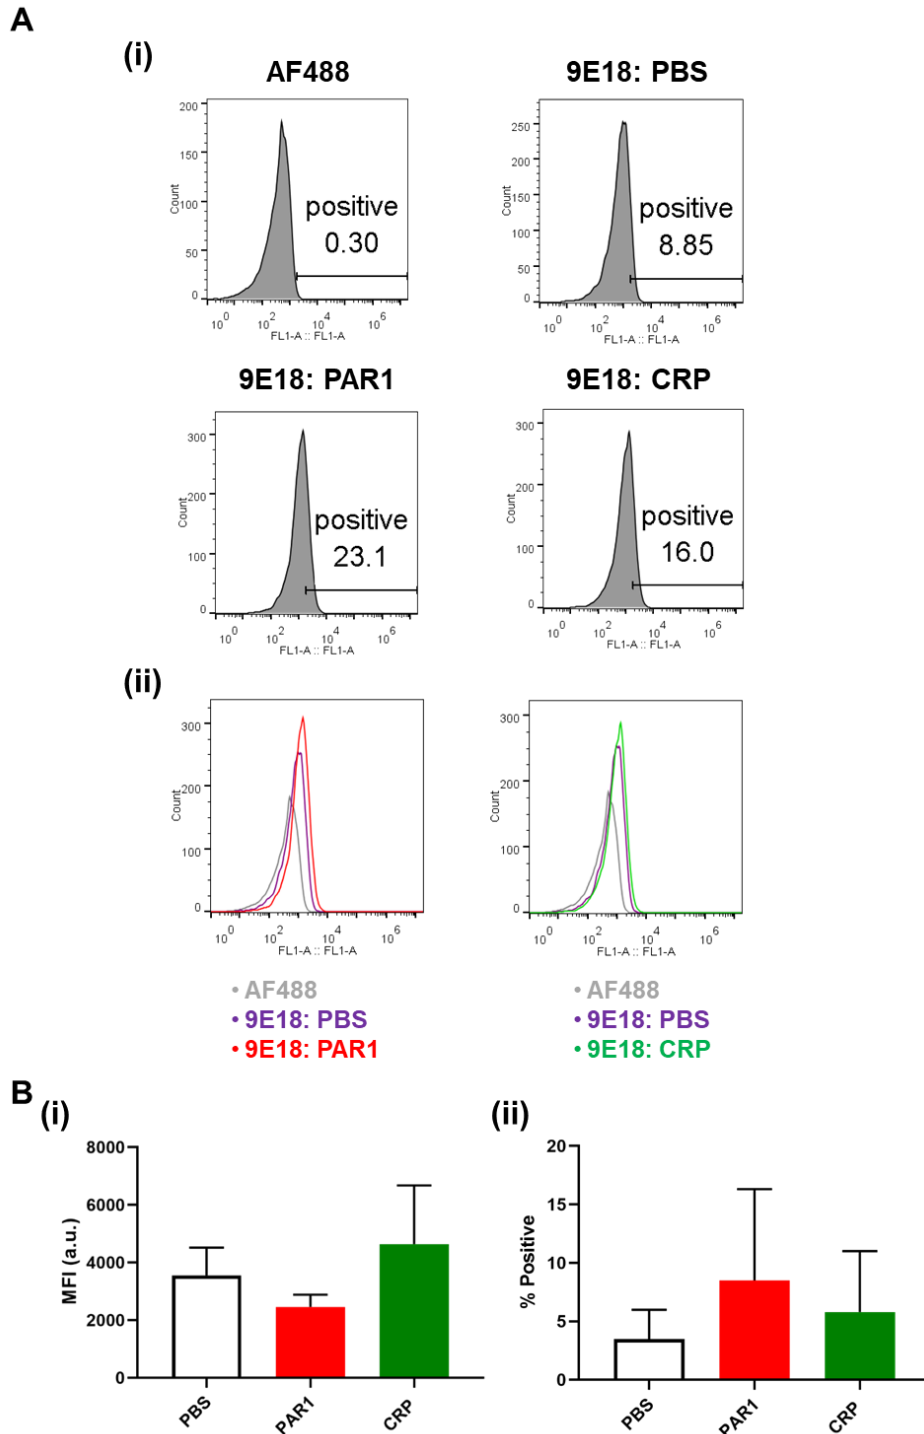 A
(i)
AF488
9E18: PBS
200
150
100
50
0
Count
positive
0.30
10^0 10^2 10^4 10^6
FL1-A :: FL1-A
250
200
150
100
50
0
Count
positive
8.85
10^0 10^2 10^4 10^6
FL1-A :: FL1-A
9E18: PAR1
9E18: CRP
300
200
100
0
Count
positive
23.1
10^0 10^2 10^4 10^6
FL1-A :: FL1-A
300
200
100
0
Count
positive
16.0
10^0 10^2 10^4 10^6
FL1-A :: FL1-A
(ii)
300
200
100
0
Count
10^0 10^2 10^4 10^6
FL1-A :: FL1-A
• AF488
• 9E18: PBS
• 9E18: PAR1
300
200
100
0
Count
10^0 10^2 10^4 10^6
FL1-A :: FL1-A
• AF488
• 9E18: PBS
• 9E18: CRP
B
(i)
8000
6000
4000
2000
0
MFI (a.u.)
PBS
PAR1
CRP
(ii)
20
15
10
5
0
% Positive
PBS
PAR1
CRP